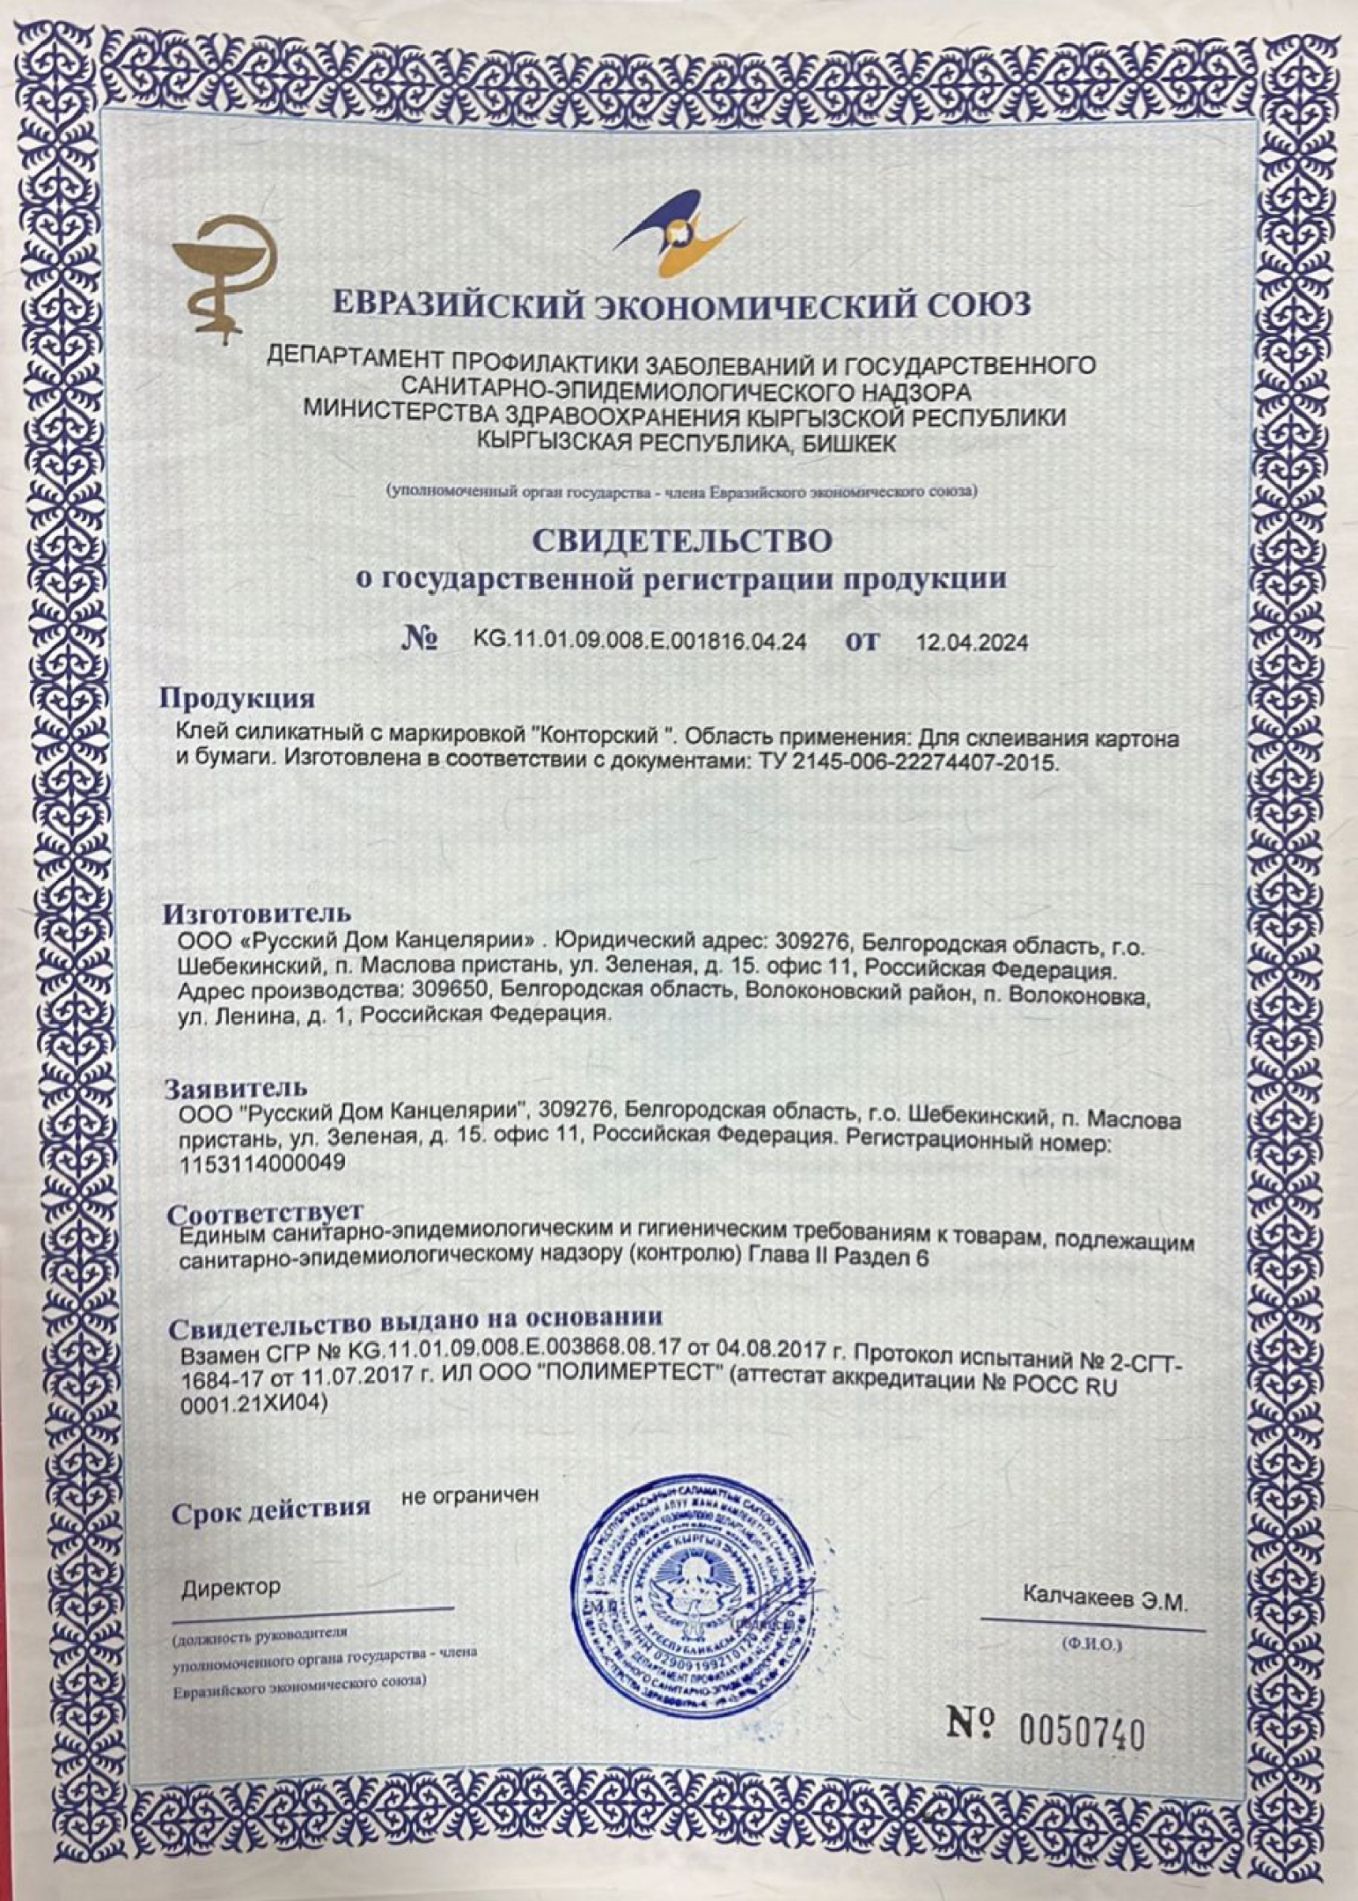 ЕВРАЗИЙСКИЙ ЭКОНОМИЧЕСКИЙ СОЮЗ
ДЕПАРТАМЕНТ ПРОФИЛАКТИКИ ЗАБОЛЕВАНИЙ И ГОСУДАРСТВЕННОГО
САНИТАРНО-ЭПИДЕМИОЛОГИЧЕСКОГО НАДЗОРА
МИНИСТЕРСТВА ЗДРАВООХРАНЕНИЯ КЫРГЫЗСКОЙ РЕСПУБЛИКИ
КЫРГЫЗСКАЯ РЕСПУБЛИКА, БИШКЕК
(уполномоченный орган государства - члена Евразийского экономического союза)
СВИДЕТЕЛЬСТВО
о государственной регистрации продукции
№ KG.11.01.09.008.E.001816.04.24 от 12.04.2024
Продукция
Клей силикатный с маркировкой "Конторский ". Область применения: Для склеивания картона
и бумаги. Изготовлена в соответствии с документами: ТУ 2145-006-22274407-2015.
Изготовитель
ООО «Русский Дом Канцелярии» . Юридический адрес: 309276, Белгородская область, г.о.
Шебекинский, п. Маслова пристань, ул. Зеленая, д. 15. офис 11, Российская Федерация.
Адрес производства: 309650, Белгородская область, Волоконовский район, п. Волоконовка,
ул. Ленина, д. 1, Российская Федерация.
Заявитель
ООО "Русский Дом Канцелярии", 309276, Белгородская область, г.о. Шебекинский, п. Маслова
пристань, ул. Зеленая, д. 15. офис 11, Российская Федерация. Регистрационный номер:
1153114000049
Соответствует
Единым санитарно-эпидемиологическим и гигиеническим требованиям к товарам, подлежащим
санитарно-эпидемиологическому надзору (контролю) Глава II Раздел 6
Свидетельство выдано на основании
Взамен СГР № KG.11.01.09.008.E.003868.08.17 от 04.08.2017 г. Протокол испытаний № 2-СГТ-
1684-17 от 11.07.2017 г. ИЛ ООО "ПОЛИМЕРТЕСТ" (аттестат аккредитации № РОСС RU
0001.21ХИ04)
Срок действия не ограничен
Директор
Калчакеев Э.М.
(должность руководителя
уполномоченного органа государства - члена
Евразийского экономического союза)
(Ф.И.О.)
№ 0050740